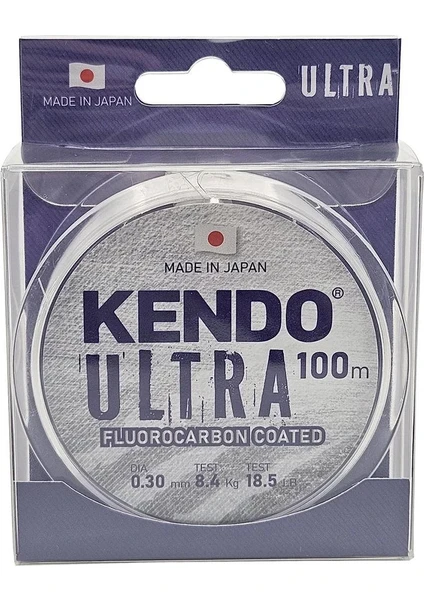 ULTRA
MADE IN JAPAN
MADE IN JAPAN
KENDO®
ULTRA 100m
FLUOROCARBON COATED
DIA TEST TEST
0.30 mm 8.4 Kg 18.5 LB